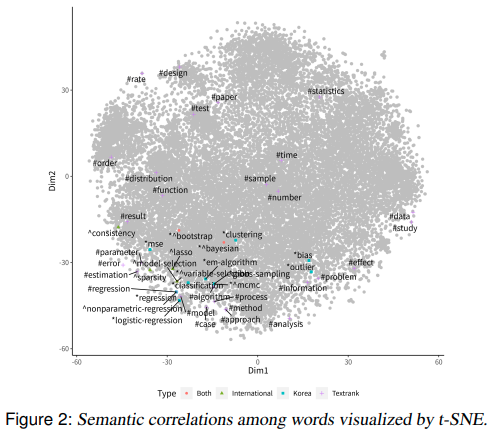 #rate
#design
#paper
#statistics
#test
#order
#time
#distribution
#sample
#function
#number
#result
#data
#study
^consistency
*^bootstrap
*clustering
*mse
*^bayesian
#parameter
^lasso
*bias
#error
^model-selection
*em-algorithm
*outlier
#effect
#estimation
^sparsity
*^variable-selection
^gibbs-sampling
#problem
#regression
*classification
*^mcmc
#information
*regression
#algorithm
#process
^nonparametric-regression
#model
#method
*logistic-regression
#case
#approach
#analysis
30
0
-30
-60
Dim2
-60
-30
0
30
60
Dim1
Type
Both
International
Korea
Textrank
Figure 2: Semantic correlations among words visualized by t-SNE.